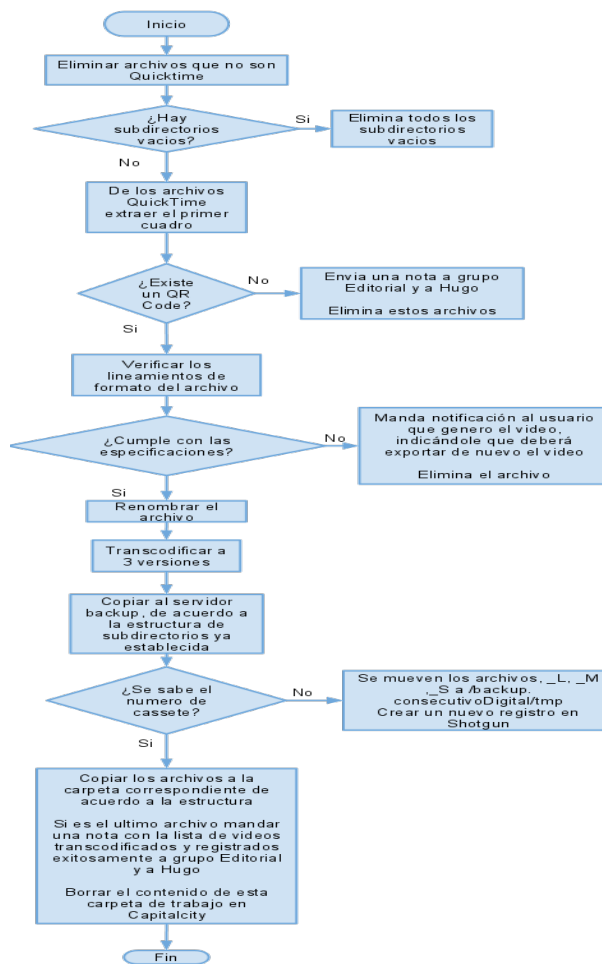 Inicio
Eliminar archivos que no son
Quicktime
¿Hay
subdirectorios
vacios?
Si
Elimina todos los
subdirectorios
vacios
No
De los archivos
QuickTime
extraer el primer
cuadro
¿Existe
un QR
Code?
No
Envia una nota a grupo
Editorial y a Hugo
Elimina estos archivos
Si
Verificar los
lineamientos de
formato del archivo
¿Cumple con las
especificaciones?
No
Manda notificación al usuario
que genero el video,
indicándole que deberá
exportar de nuevo el video
Elimina el archivo
Si
Renombrar el
archivo
Transcodificar a
3 versiones
Copiar al servidor
backup, de acuerdo a
la estructura de
subdirectorios ya
establecida
¿Se sabe el
numero de
cassete?
No
Se mueven los archivos, _L, _M
,_S a /backup.
consecutivoDigital/tmp
Crear un nuevo registro en
Shotgun
Si
Copiar los archivos a la
carpeta correspondiente de
acuerdo a la estructura
Si es el ultimo archivo mandar
una nota con la lista de videos
transcodificados y registrados
exitosamente a grupo Editorial
y a Hugo
Borrar el contenido de esta
carpeta de trabajo en
Capitalcity
Fin